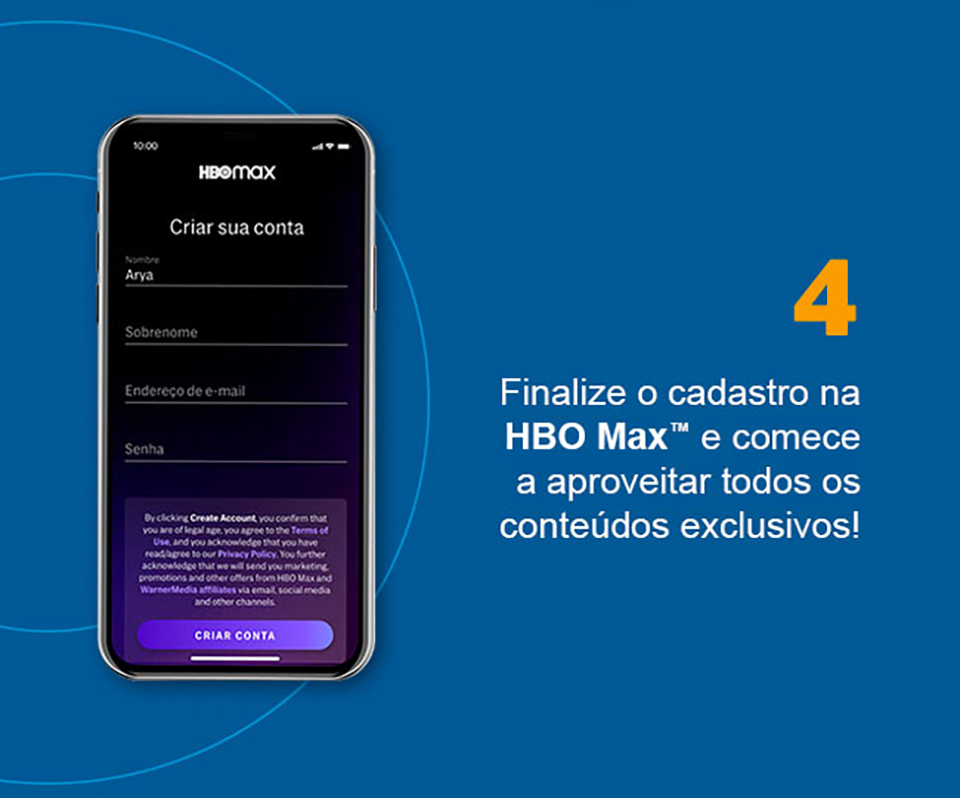 10:00
HBOmax
Criar sua conta
Nombre
Arya
Sobrenome
Endereço de e-mail
Senha
By clicking Create Account, you confirm that
you are of legal age, you agree to the Terms of
Use, and you acknowledge that you have
read/agree to our Privacy Policy. You further
acknowledge that we will send you marketing,
promotions and other offers from HBO Max and
WarnerMedia affiliates via email, social media
and other channels.
CRIAR CONTA
4
Finalize o cadastro na
HBO Max™ e comece
a aproveitar todos os
conteúdos exclusivos!